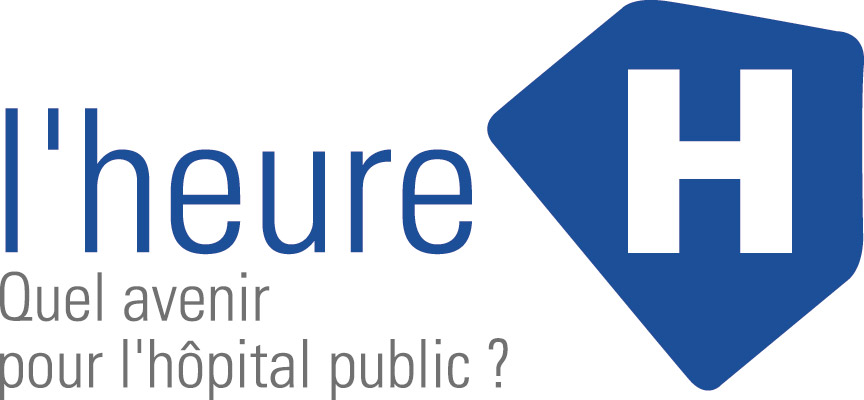 l'heure H
Quel avenir
pour l'hôpital public ?